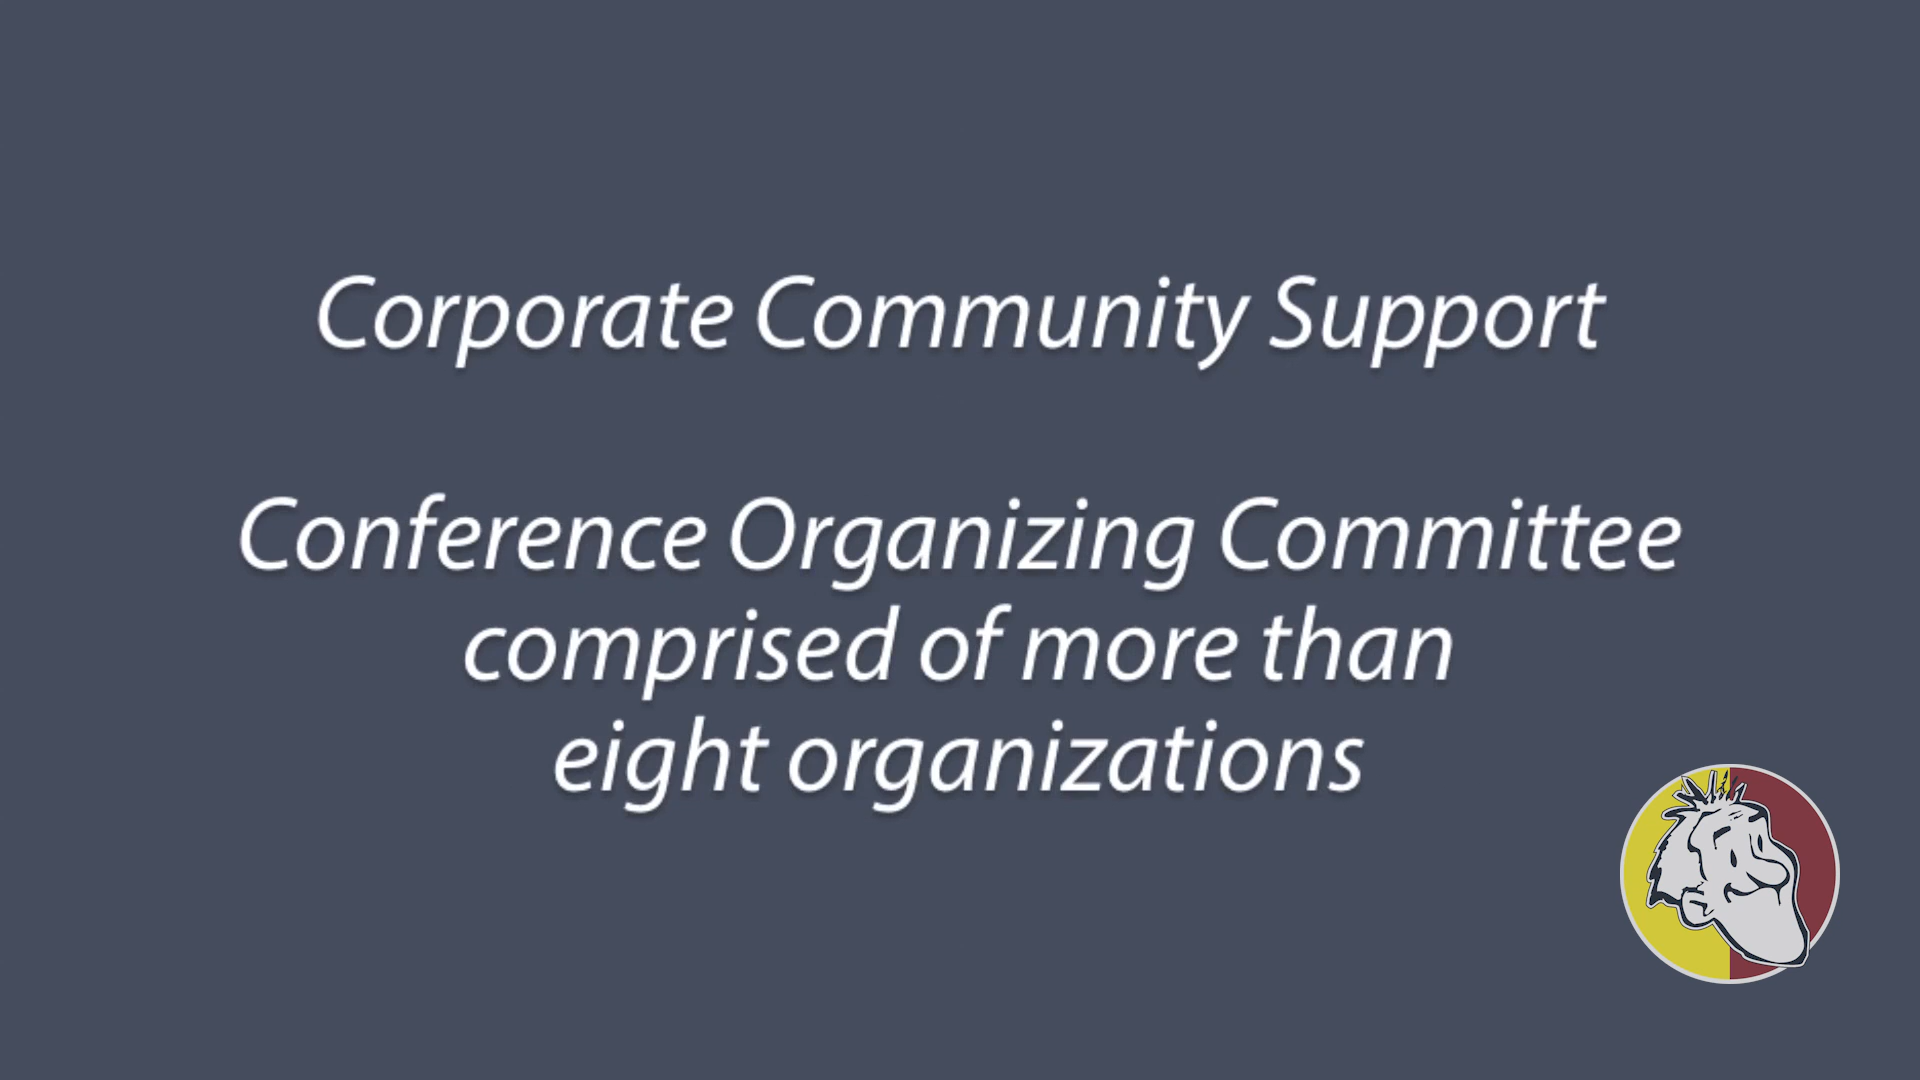 Corporate Community Support
Conference Organizing Committee
comprised of more than
eight organizations